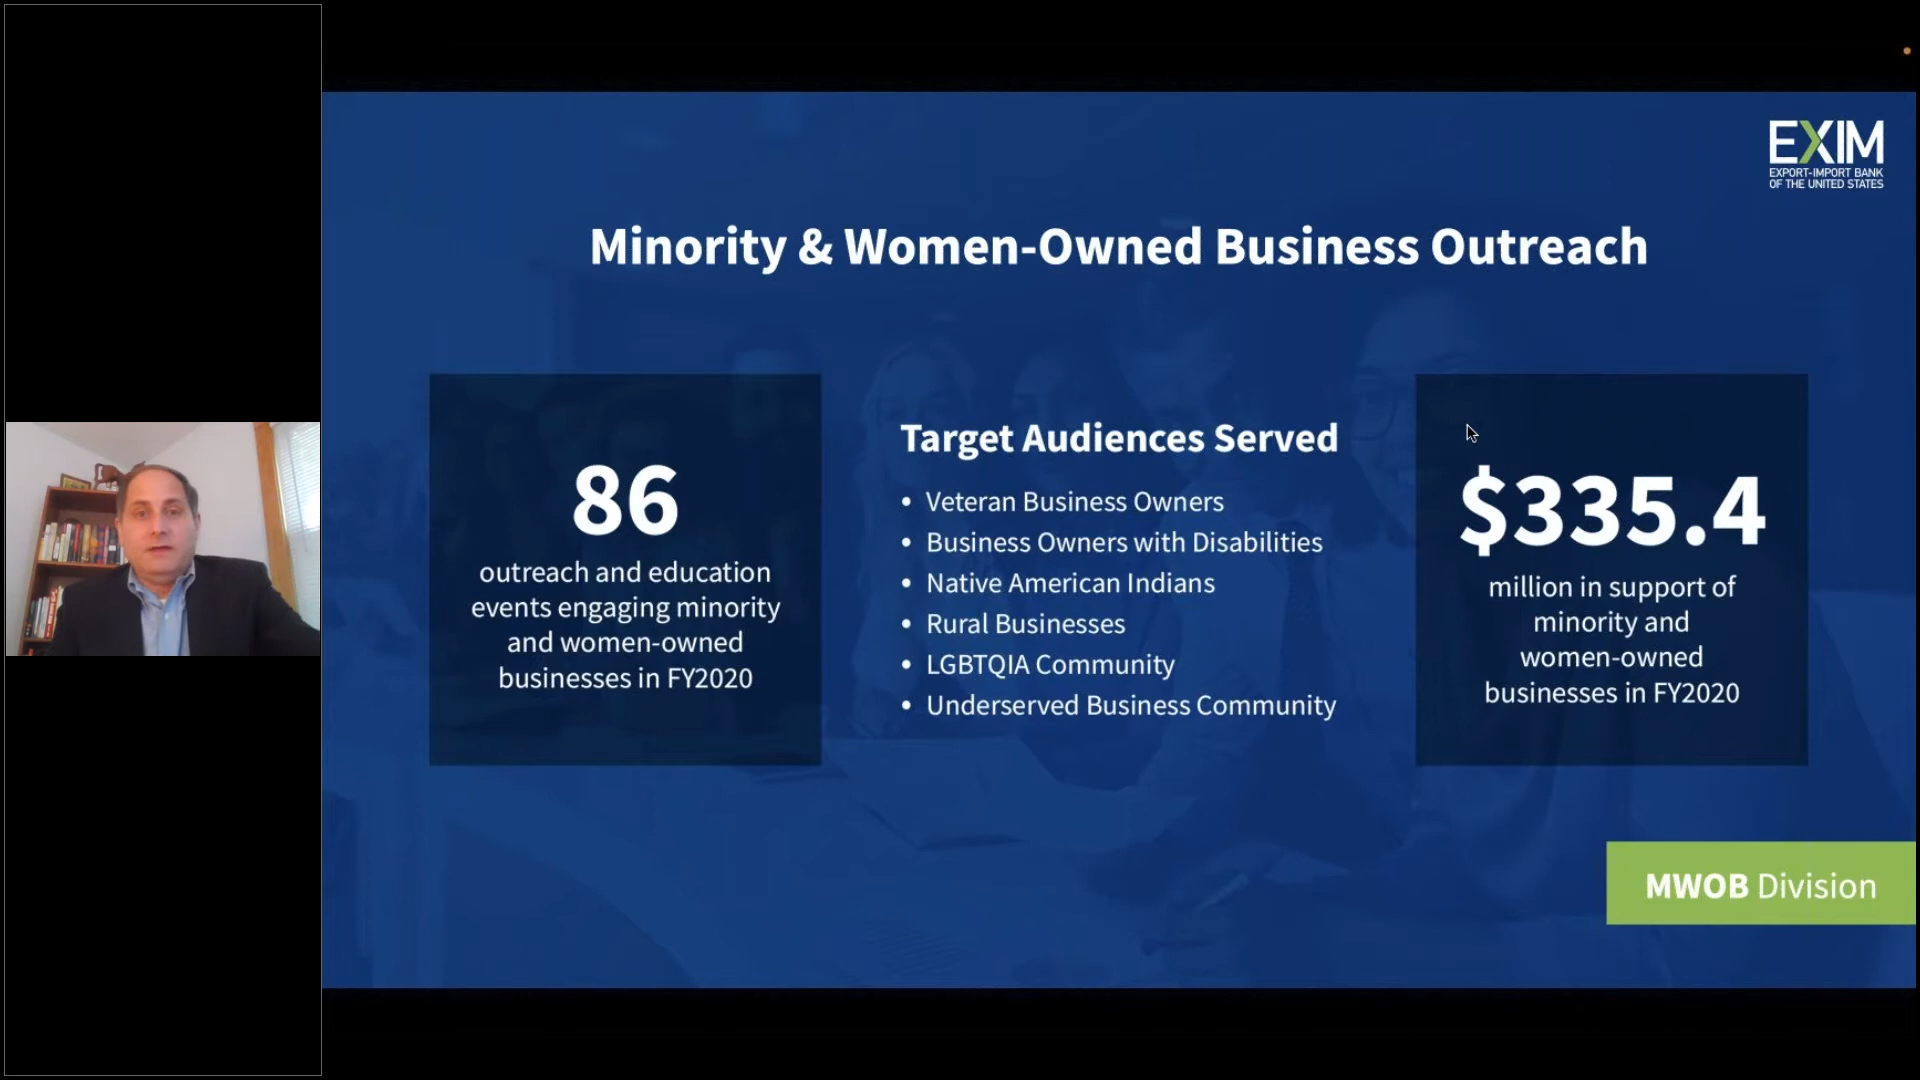 EXIM
EXPORT-IMPORT BANK
OF THE UNITED STATES
Minority & Women-Owned Business Outreach
86
outreach and education
events engaging minority
and women-owned
businesses in FY2020
Target Audiences Served
• Veteran Business Owners
• Business Owners with Disabilities
• Native American Indians
• Rural Businesses
• LGBTQIA Community
• Underserved Business Community
$335.4
million in support of
minority and
women-owned
businesses in FY2020
MWOB Division